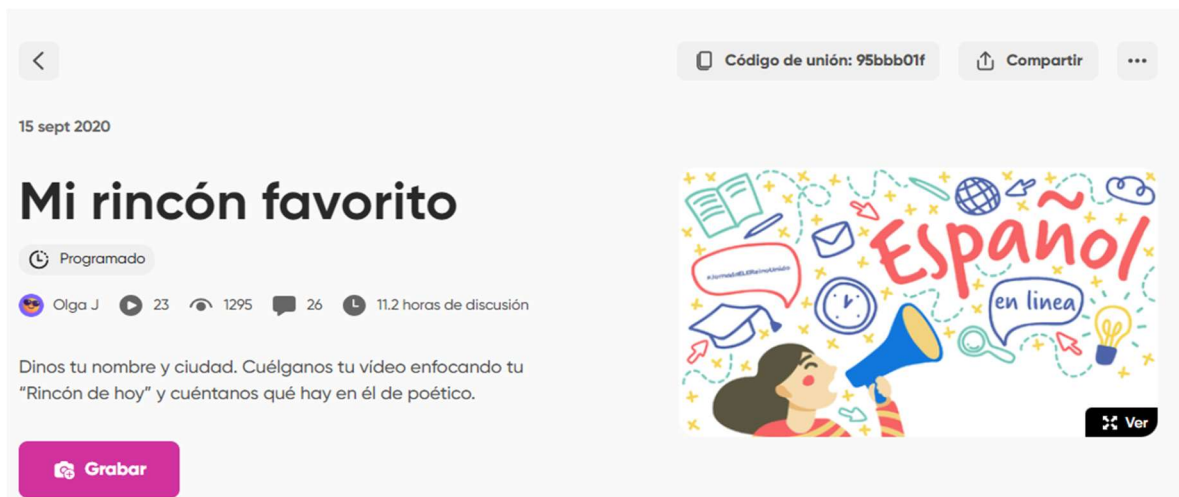 Código de unión: 95bbb01f
Compartir
15 sept 2020
Mi rincón favorito
Programado
Olga J 23 1295 26 11.2 horas de discusión
Dinos tu nombre y ciudad. Cuélganos tu vídeo enfocando tu
“Rincón de hoy” y cuéntanos qué hay en él de poético.
Grabar
#JornadaELEReinoUnido
Español
en linea
Ver